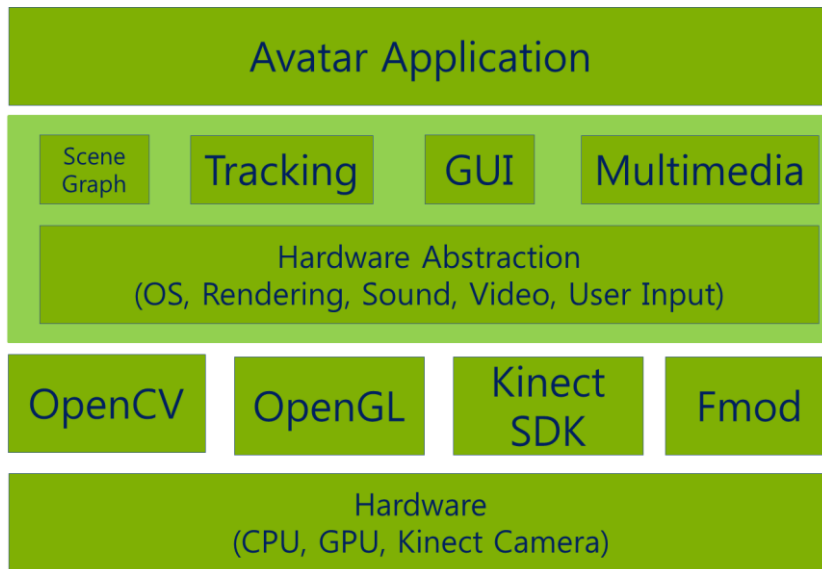 Avatar Application
Scene
Graph
Tracking
GUI
Multimedia
Hardware Abstraction
(OS, Rendering, Sound, Video, User Input)
OpenCV
OpenGL
Kinect
SDK
Fmod
Hardware
(CPU, GPU, Kinect Camera)